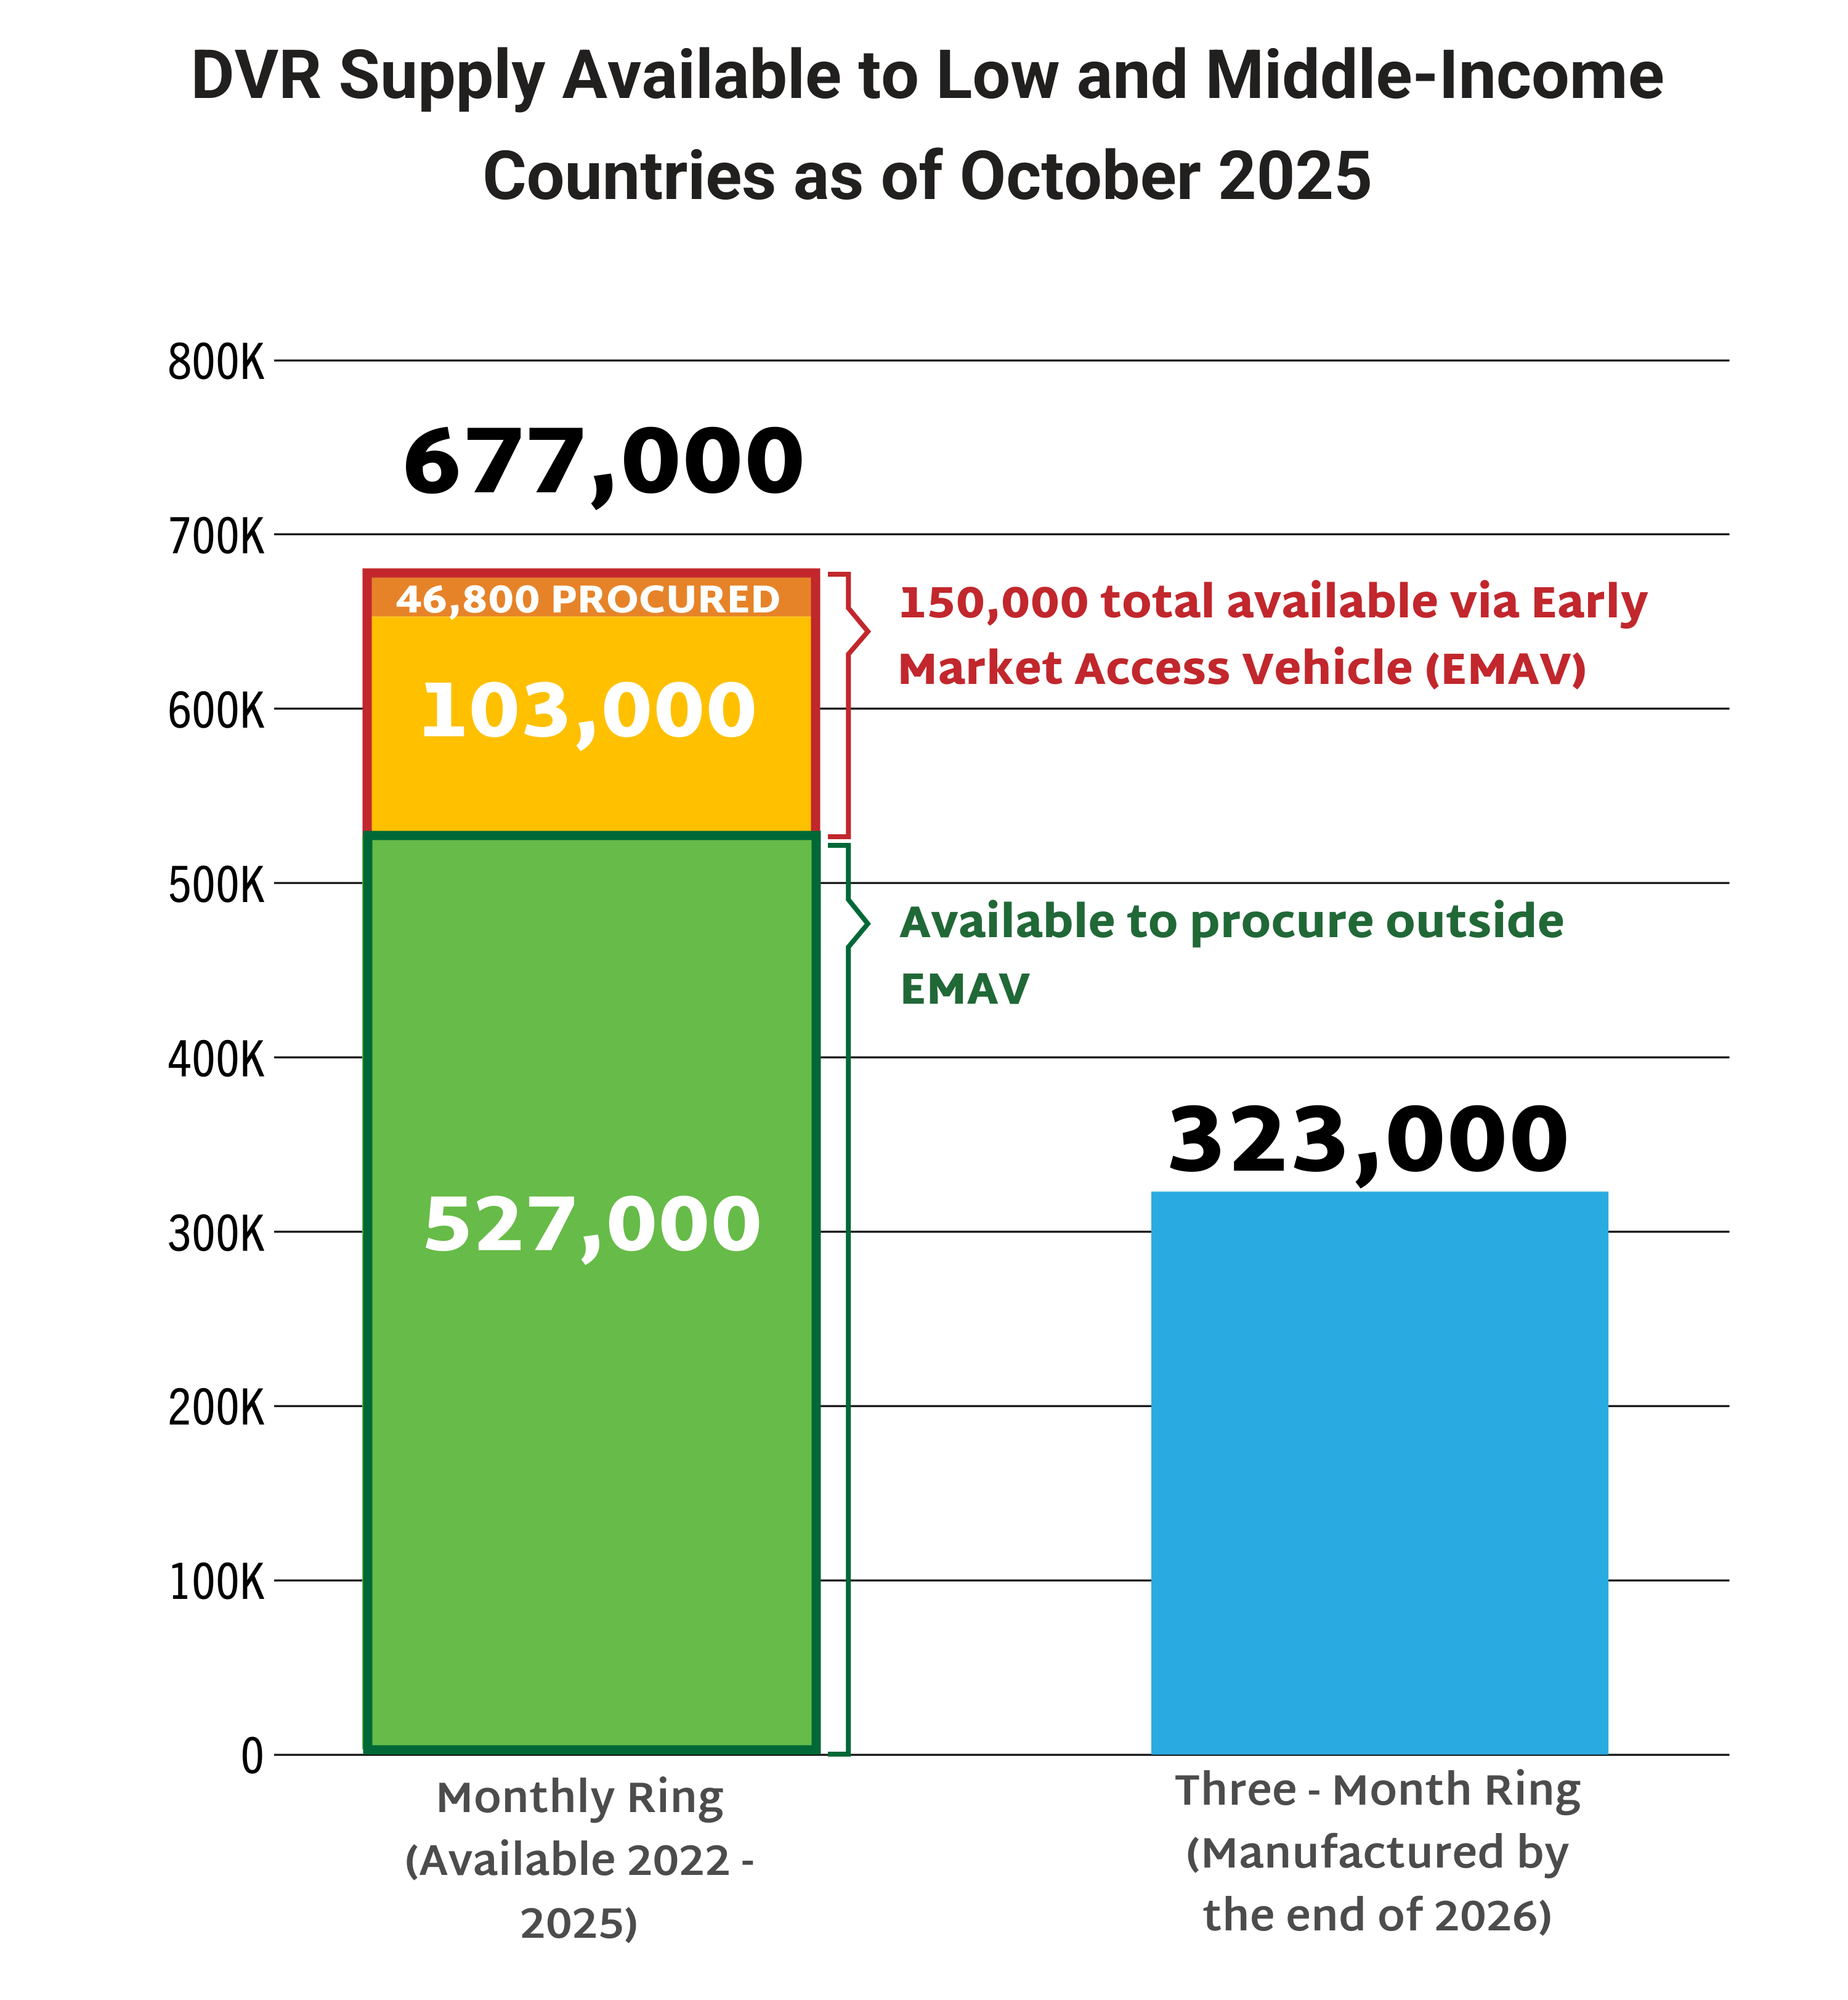 DVR Supply Available to Low and Middle-Income
Countries as of October 2025
800K
677,000
700K
46,800 PROCURED
150,000 total available via Early
Market Access Vehicle (EMAV)
103,000
600K
500K
Available to procure outside
EMAV
400K
323,000
527,000
300K
200K
100K
0
Monthly Ring
(Available 2022 -
2025)
Three - Month Ring
(Manufactured by
the end of 2026)